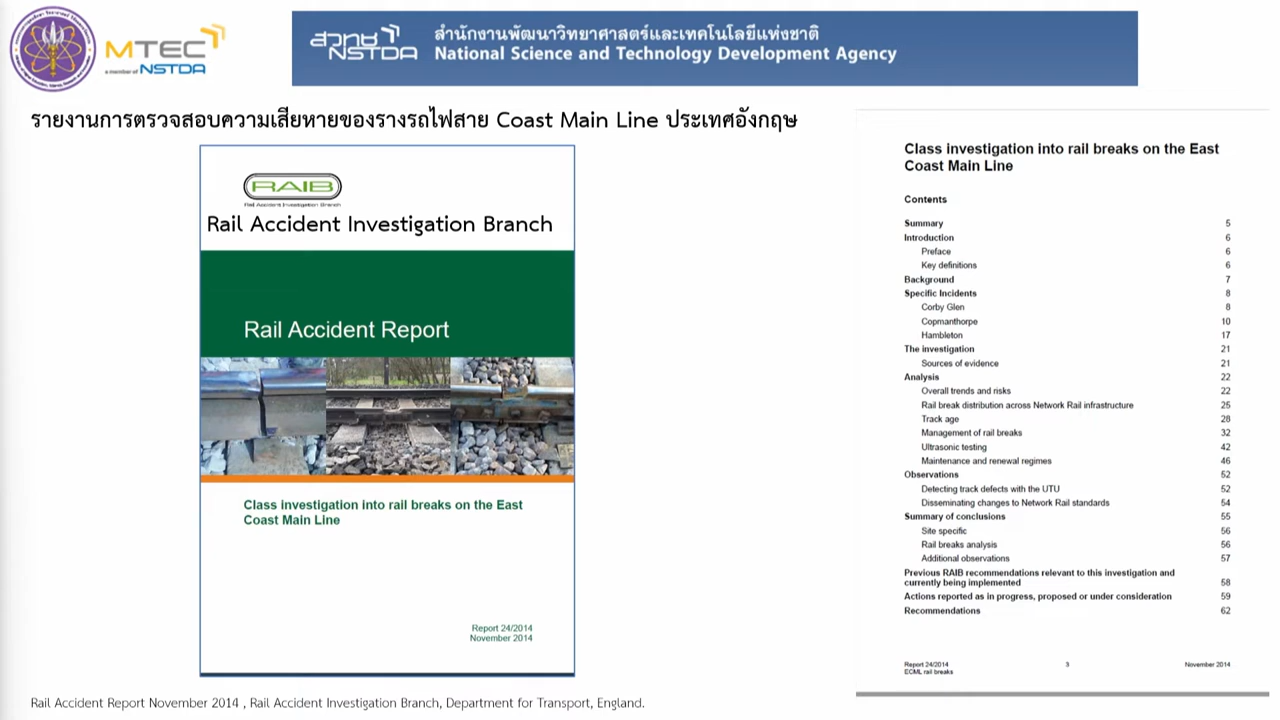 MTEC
a member of NSTDA
สวทช
NSTDA
สำนักงานพัฒนาวิทยาศาสตร์และเทคโนโลยีแห่งชาติ
National Science and Technology Development Agency
รายงานการตรวจสอบความเสียหายของรางรถไฟสาย Coast Main Line ประเทศอังกฤษ
RAIB
Rail Accident Investigation Branch
Rail Accident Investigation Branch
Rail Accident Report
Class investigation into rail breaks on the East
Coast Main Line
Report 24/2014
November 2014
Class investigation into rail breaks on the East
Coast Main Line
Contents
Summary 5
Introduction 6
Preface 6
Key definitions 6
Background 7
Specific Incidents 8
Corby Glen 8
Copmanthorpe 10
Hambleton 17
The investigation 21
Sources of evidence 21
Analysis 22
Overall trends and risks 22
Rail break distribution across Network Rail infrastructure 25
Track age 28
Management of rail breaks 32
Ultrasonic testing 42
Maintenance and renewal regimes 46
Observations 52
Detecting track defects with the UTU 52
Disseminating changes to Network Rail standards 54
Summary of conclusions 55
Site specific 56
Rail breaks analysis 56
Additional observations 57
Previous RAIB recommendations relevant to this investigation and
currently being implemented 58
Actions reported as in progress, proposed or under consideration 59
Recommendations 62
Report 24/2014 3 November 2014
ECML rail breaks
Rail Accident Report November 2014 , Rail Accident Investigation Branch, Department for Transport, England.